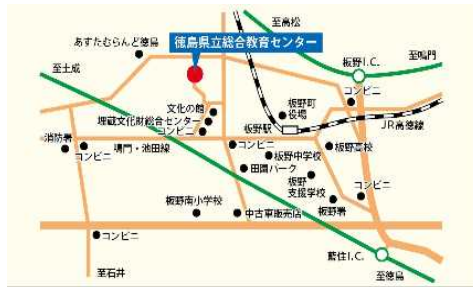 至高松
あすたむらんど徳島
徳島県立総合教育センター
至土成
板野I.C.
至鳴門
コンビニ
文化の館
埋蔵文化財総合センター
コンビニ
板野町
役場
板野駅
JR高徳線
消防署
コンビニ
鳴門・池田線
コンビニ
板野中学校
板野高校
田園パーク
板野
支援学校
コンビニ
板野南小学校
中古車販売店
板野署
コンビニ
藍住I.C.
至石井
至徳島